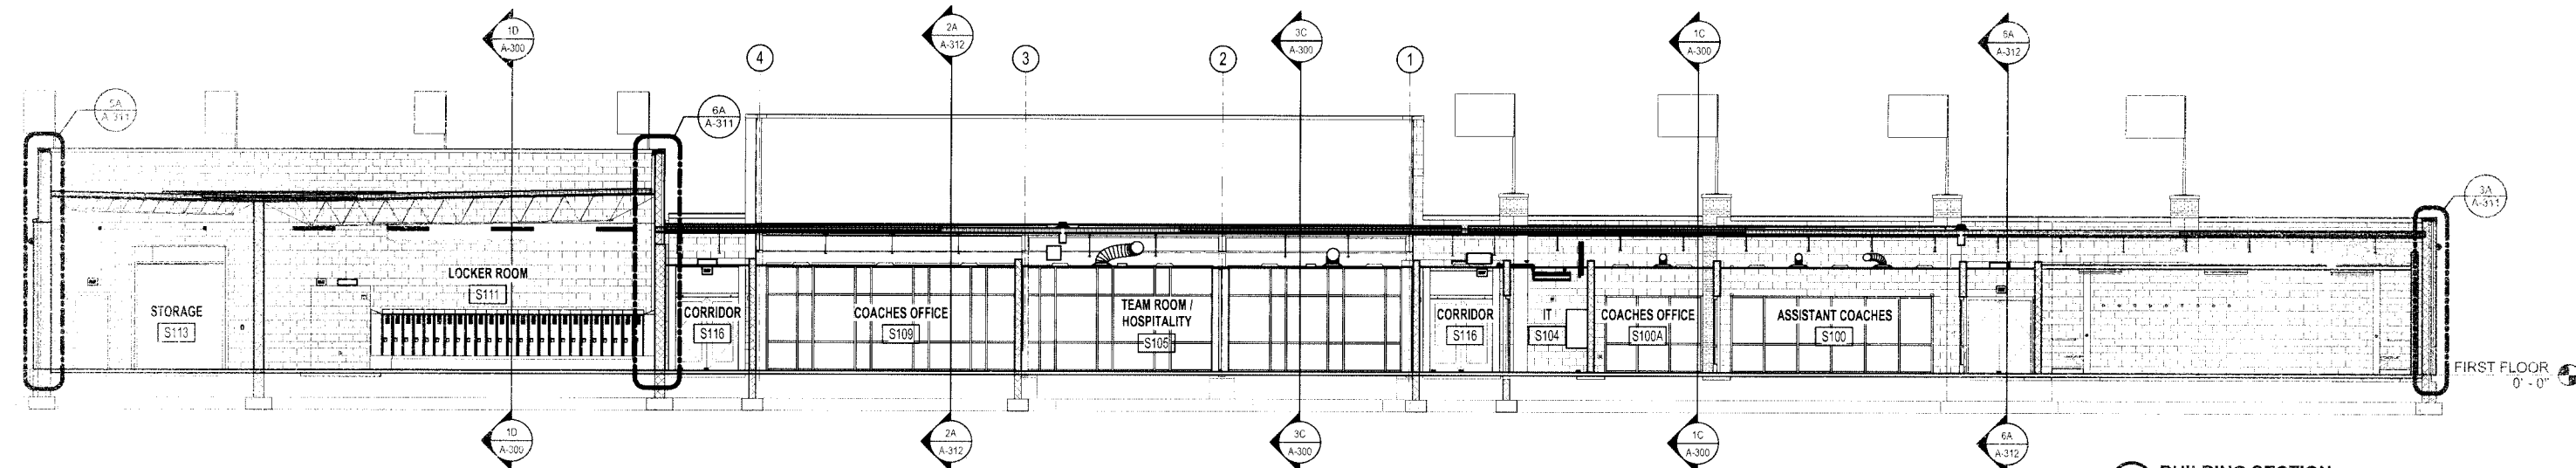 1D
A-300
2A
A-312
3C
A-300
1C
A-300
6A
A-312
4
3
2
1
5A
A-311
6A
A-311
3A
A-311
LOCKER ROOM
S111
STORAGE
S113
CORRIDOR
S116
COACHES OFFICE
S109
TEAM ROOM /
HOSPITALITY
S105
CORRIDOR
S116
IT
S104
COACHES OFFICE
S100A
ASSISTANT COACHES
S100
FIRST FLOOR
0' - 0"
1D
A-300
2A
A-312
3C
A-300
1C
A-300
6A
A-312
BUILDING SECTION